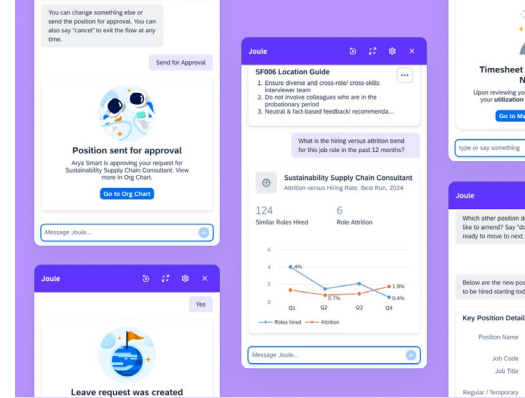 You can change something else or
send the position for approval. You can
also say "cancel" to exit the flow at any
time.
Send for Approval
Position sent for approval
Arya Smart is approving your request for
Sustainability Supply Chain Consultant. View
more in Org Chart.
Go to Org Chart
Message Joule...
Joule
Yes
Leave request was created
Joule
SF006 Location Guide
1. Ensure diverse and cross-role/ cross-skills
interviewer team
2. Do not involve colleagues who are in the
probationary period
3. Neutral & fact-based feedback/ recommenda...
What is the hiring versus attrition trend
for this job role in the past 12 months?
Sustainability Supply Chain Consultant
Attrition versus Hiring Rate, Best Run, 2024
124
Similar Roles Hired
6
Role Attrition
6
4
2
0
.4%
0.7%
1.9%
0.4%
Q1
Q2
Q3
Q4
Roles hired
Attrition
Message Joule...
Timesheet
N
Upon reviewing yo
your utilization
Go to Ma
type or say something
Joule
Which other position d
like to amend? Say "d
ready to move to next
Below are the new pos
to be hired starting tod
Key Position Detail
Position Name
Job Code
Job Title
Regular / Temporary